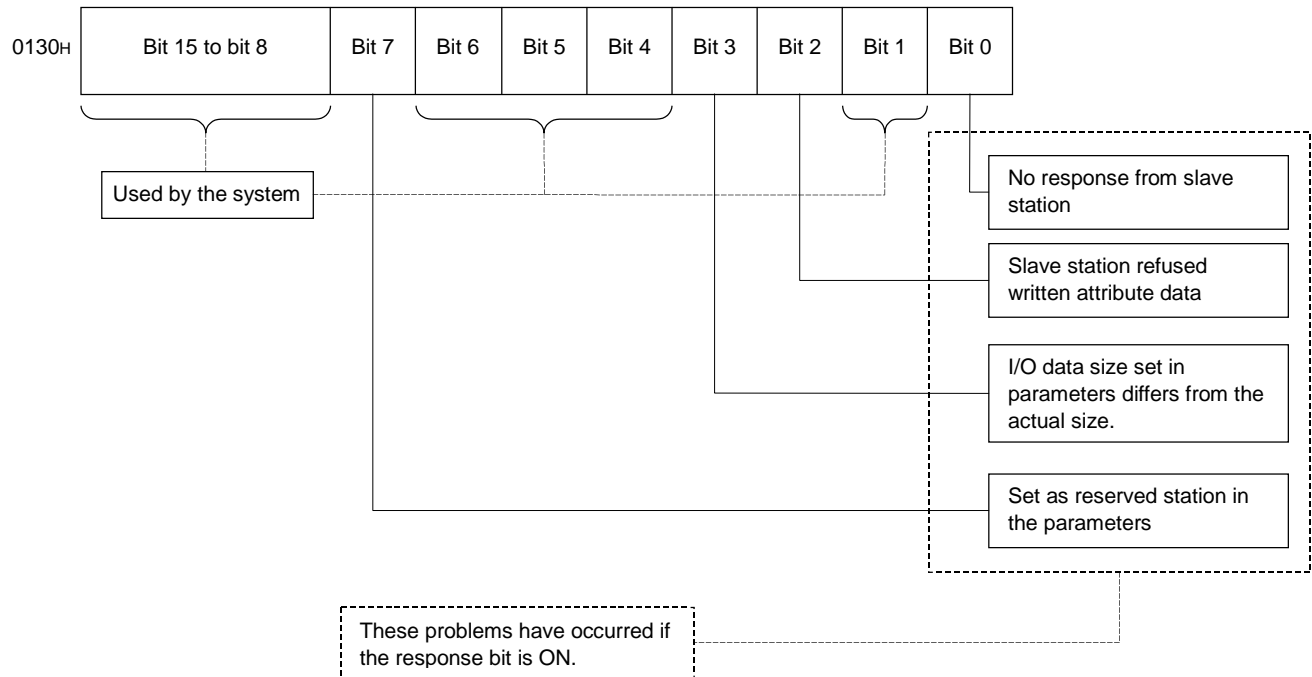 0130H Bit 15 to bit 8 Bit 7 Bit 6 Bit 5 Bit 4 Bit 3 Bit 2 Bit 1 Bit 0
Used by the system
No response from slave
station
Slave station refused
written attribute data
I/O data size set in
parameters differs from the
actual size.
Set as reserved station in
the parameters
These problems have occurred if
the response bit is ON.